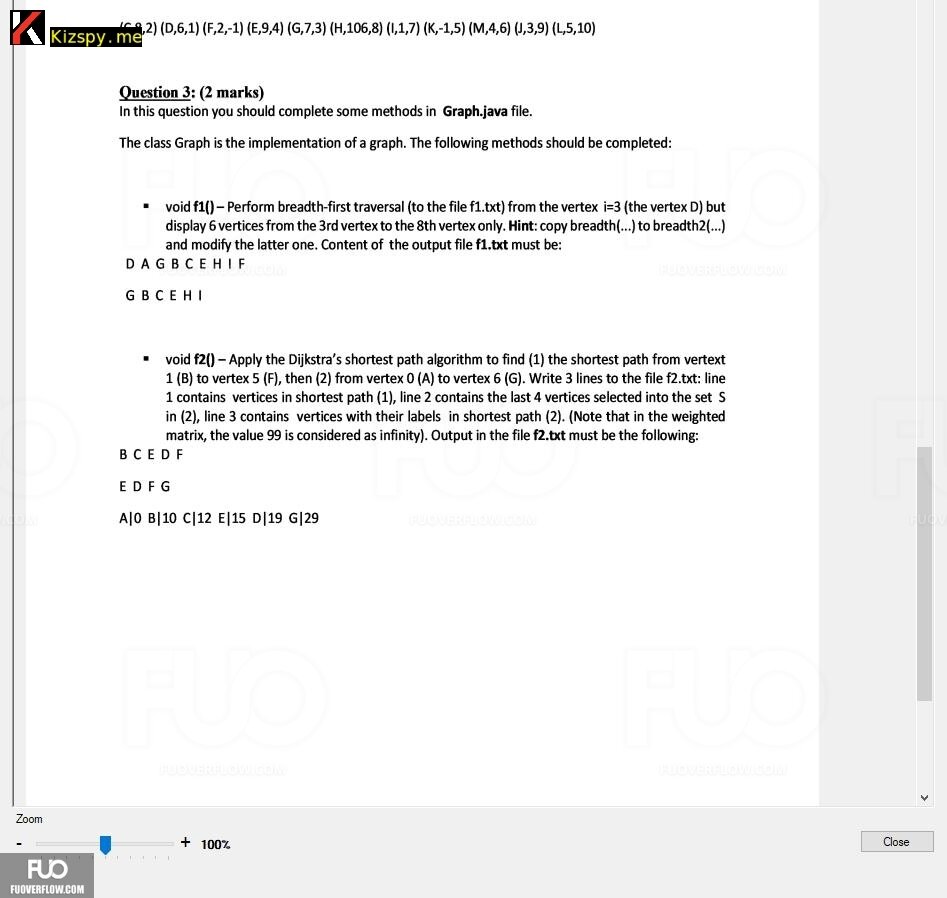 Kizspy.me
(C,8,2) (D,6,1) (F,2,-1) (E,9,4) (G,7,3) (H,106,8) (I,1,7) (K,-1,5) (M,4,6) (J,3,9) (L,5,10)
Question 3: (2 marks)
In this question you should complete some methods in Graph.java file.
The class Graph is the implementation of a graph. The following methods should be completed:
▪ void f1() – Perform breadth-first traversal (to the file f1.txt) from the vertex i=3 (the vertex D) but
display 6 vertices from the 3rd vertex to the 8th vertex only. Hint: copy breadth(...) to breadth2(...)
and modify the latter one. Content of the output file f1.txt must be:
D A G B C E H I F
FUOVERFLOW.COM
FUOVERFLOW.COM
G B C E H I
▪ void f2() – Apply the Dijkstra's shortest path algorithm to find (1) the shortest path from vertext
1 (B) to vertex 5 (F), then (2) from vertex 0 (A) to vertex 6 (G). Write 3 lines to the file f2.txt: line
1 contains vertices in shortest path (1), line 2 contains the last 4 vertices selected into the set S
in (2), line 3 contains vertices with their labels in shortest path (2). (Note that in the weighted
matrix, the value 99 is considered as infinity). Output in the file f2.txt must be the following:
B C E D F
E D F G
A|0 B|10 C|12 E|15 D|19 G|29
FUOVERFLOW.COM
FUO
FUO
FUOVERFLOW.COM
FUOVERFLOW.COM
Zoom
- + 100%
Close
FUO
FUOVERFLOW.COM